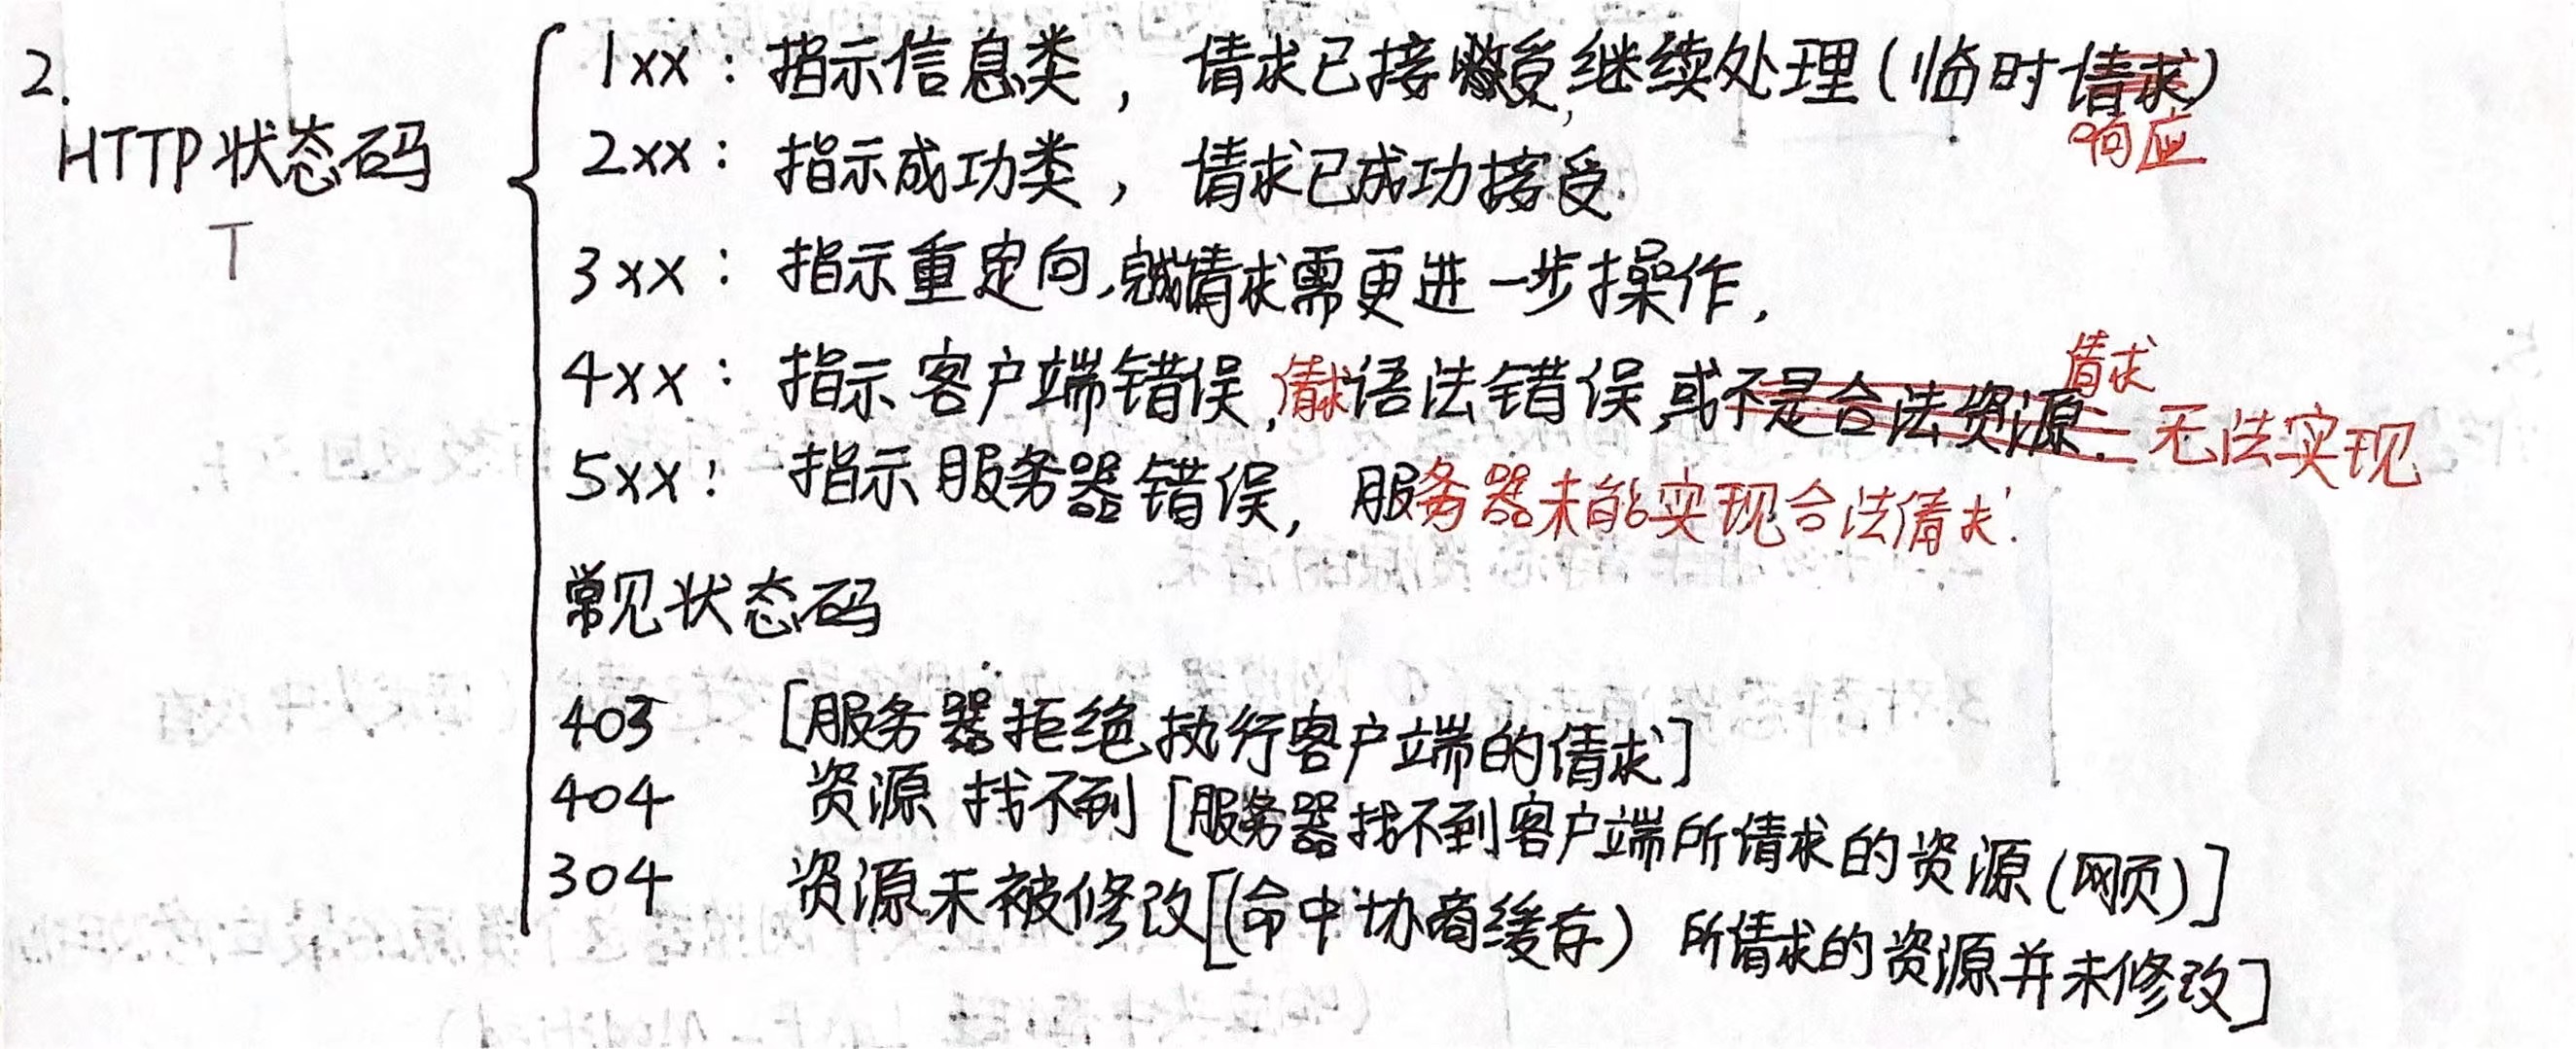 2.
HTTP状态码
T
1xx：指示信息类，请求已接受,继续处理(临时请求)
响应
2xx：指示成功类，请求已成功接受.
3xx：指示重定向,完成请求需更进一步操作,
请求
4xx：指示客户端错误,请求语法错误,或不是合法资源.无法实现
5xx：指示服务器错误，服务器未能实现合法请求.
常见状态码
403 [服务器拒绝执行客户端的请求]
404 资源找不到[服务器找不到客户端所请求的资源(网页)]
304 资源未被修改[(命中协商缓存) 所请求的资源并未修改]